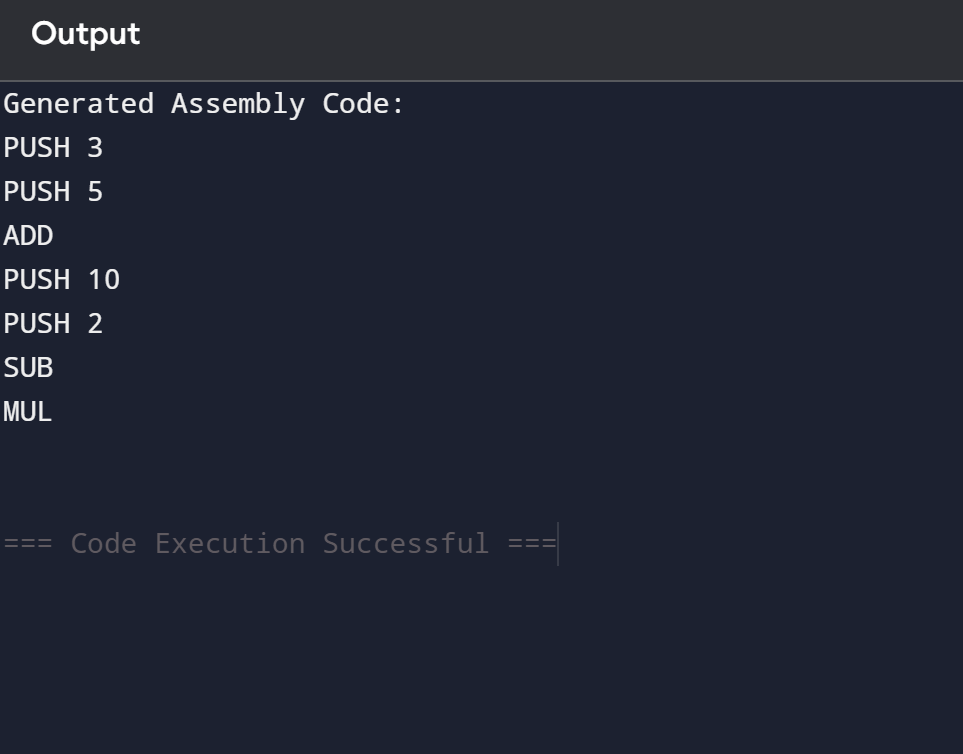 Output
Generated Assembly Code:
PUSH 3
PUSH 5
ADD
PUSH 10
PUSH 2
SUB
MUL
=== Code Execution Successful ===